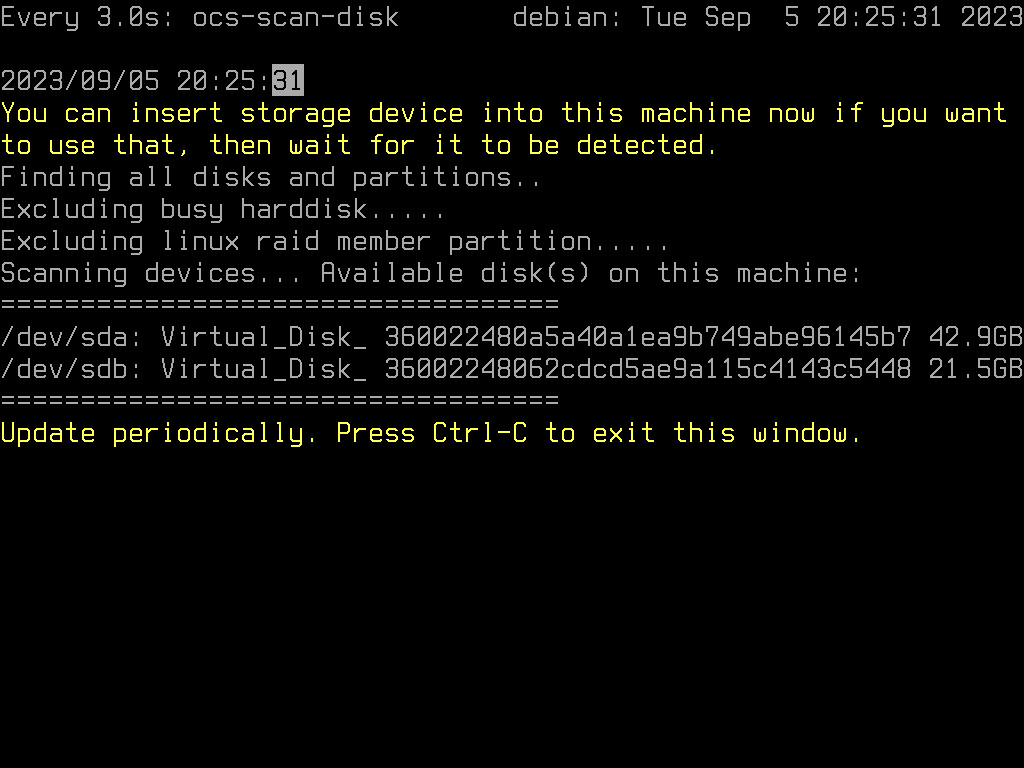 Every 3.0s: ocs-scan-disk       debian: Tue Sep  5 20:25:31 2023
2023/09/05 20:25:31
You can insert storage device into this machine now if you want
to use that, then wait for it to be detected.
Finding all disks and partitions..
Excluding busy harddisk.....
Excluding linux raid member partition.....
Scanning devices... Available disk(s) on this machine:
===================================
/dev/sda: Virtual_Disk_ 360022480a5a40a1ea9b749abe96145b7 42.9GB
/dev/sdb: Virtual_Disk_ 36002248062cdcd5ae9a115c4143c5448 21.5GB
===================================
Update periodically. Press Ctrl-C to exit this window.